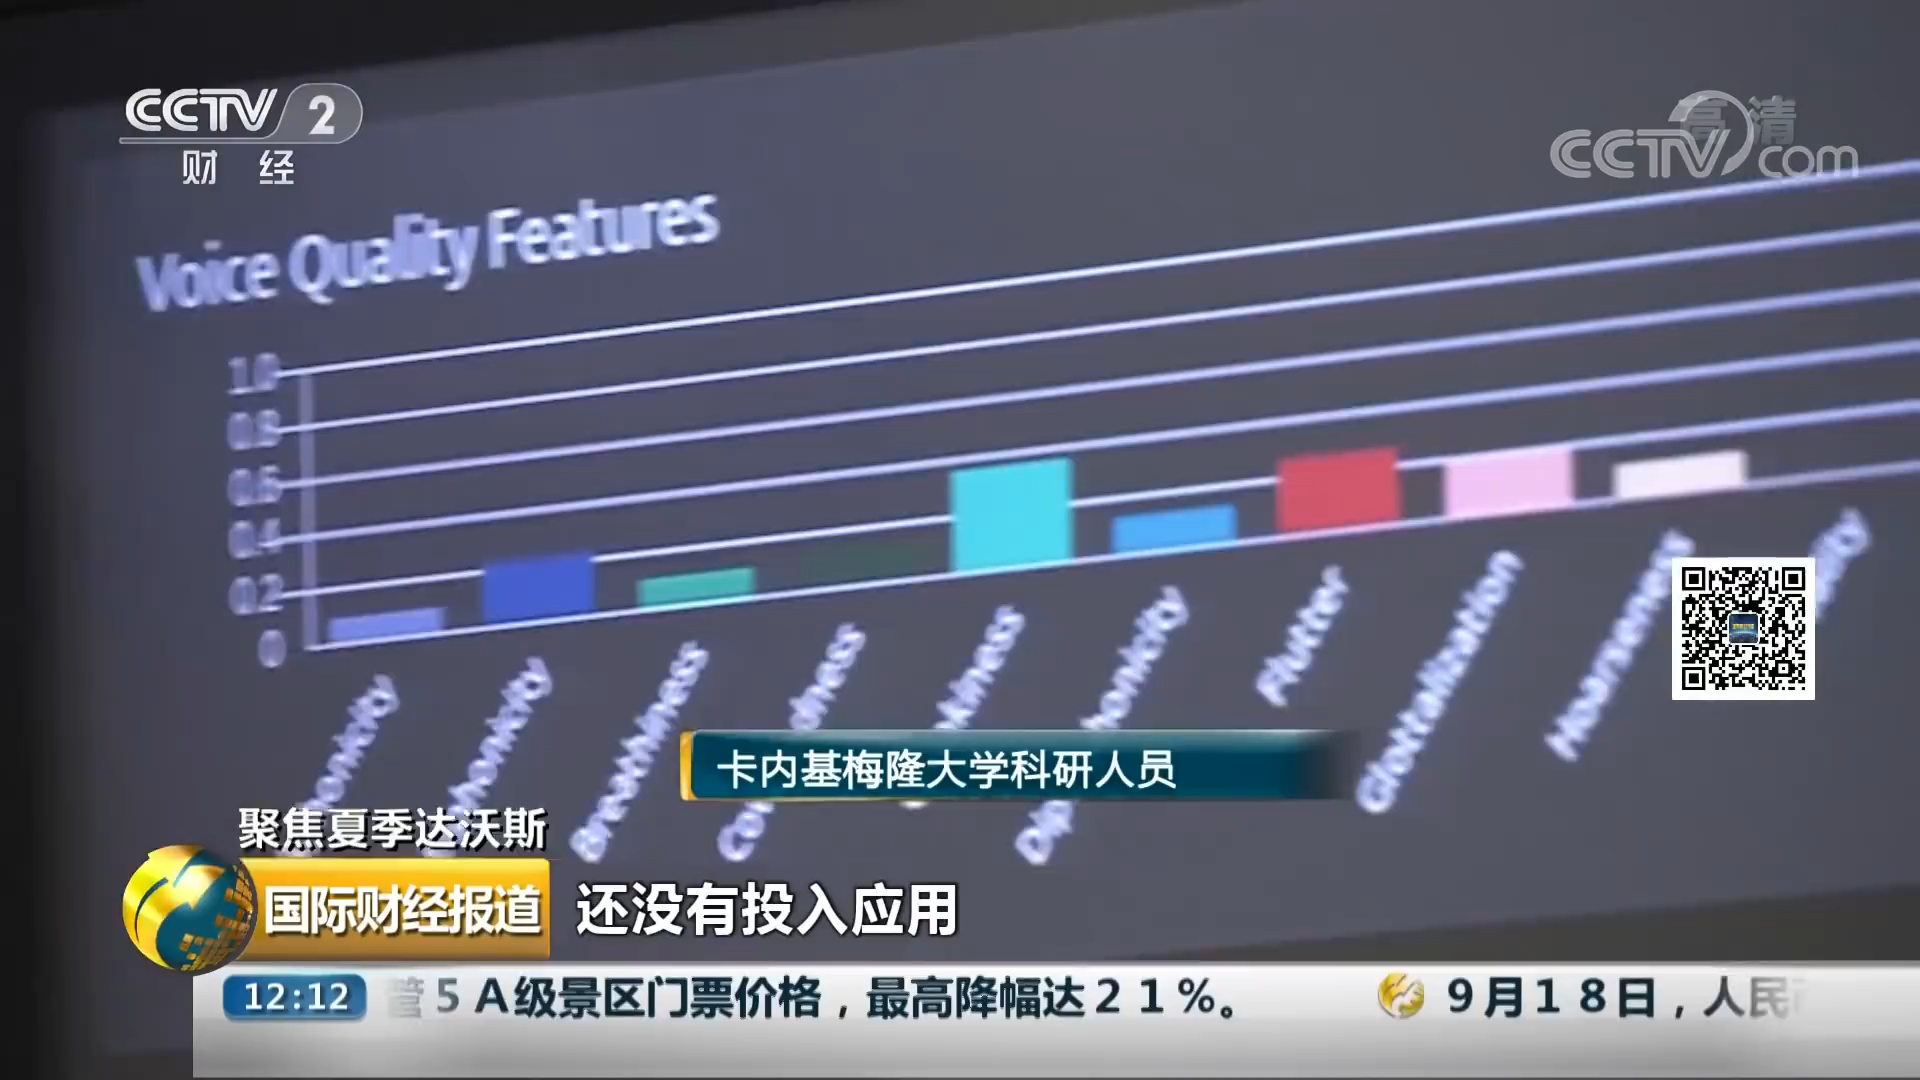 CCTV 2
财经
高清
CCTV.com
Voice Quality Features
1.0
0.8
0.6
0.4
0.2
0
Breathiness
Flutter
Glottalization
Hoarseness
卡内基梅隆大学科研人员
聚焦夏季达沃斯
国际财经报道
还没有投入应用
12:12
管5A级景区门票价格，最高降幅达21%。
9月18日，人民